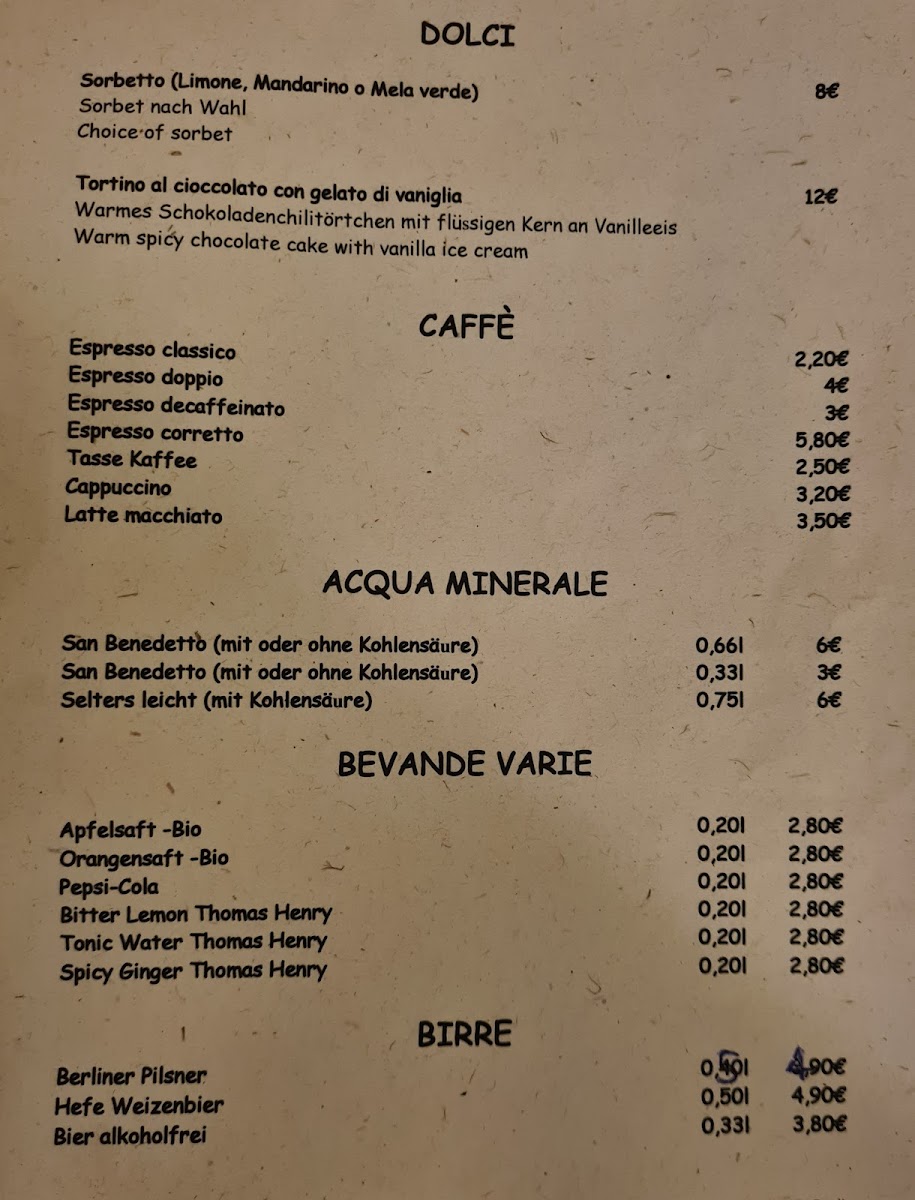 DOLCI
Sorbetto (Limone, Mandarino o Mela verde) 8€
Sorbet nach Wahl
Choice of sorbet
Tortino al cioccolato con gelato di vaniglia 12€
Warmes Schokoladenchilitörtchen mit flüssigen Kern an Vanilleeis
Warm spicy chocolate cake with vanilla ice cream
CAFFÈ
Espresso classico 2,20€
Espresso doppio 4€
Espresso decaffeinato 3€
Espresso corretto 5,80€
Tasse Kaffee 2,50€
Cappuccino 3,20€
Latte macchiato 3,50€
ACQUA MINERALE
San Benedetto (mit oder ohne Kohlensäure) 0,66l 6€
San Benedetto (mit oder ohne Kohlensäure) 0,33l 3€
Selters leicht (mit Kohlensäure) 0,75l 6€
BEVANDE VARIE
Apfelsaft -Bio 0,20l 2,80€
Orangensaft -Bio 0,20l 2,80€
Pepsi-Cola 0,20l 2,80€
Bitter Lemon Thomas Henry 0,20l 2,80€
Tonic Water Thomas Henry 0,20l 2,80€
Spicy Ginger Thomas Henry 0,20l 2,80€
BIRRE
Berliner Pilsner 0,50l 4,90€
Hefe Weizenbier 0,50l 4,90€
Bier alkoholfrei 0,33l 3,80€